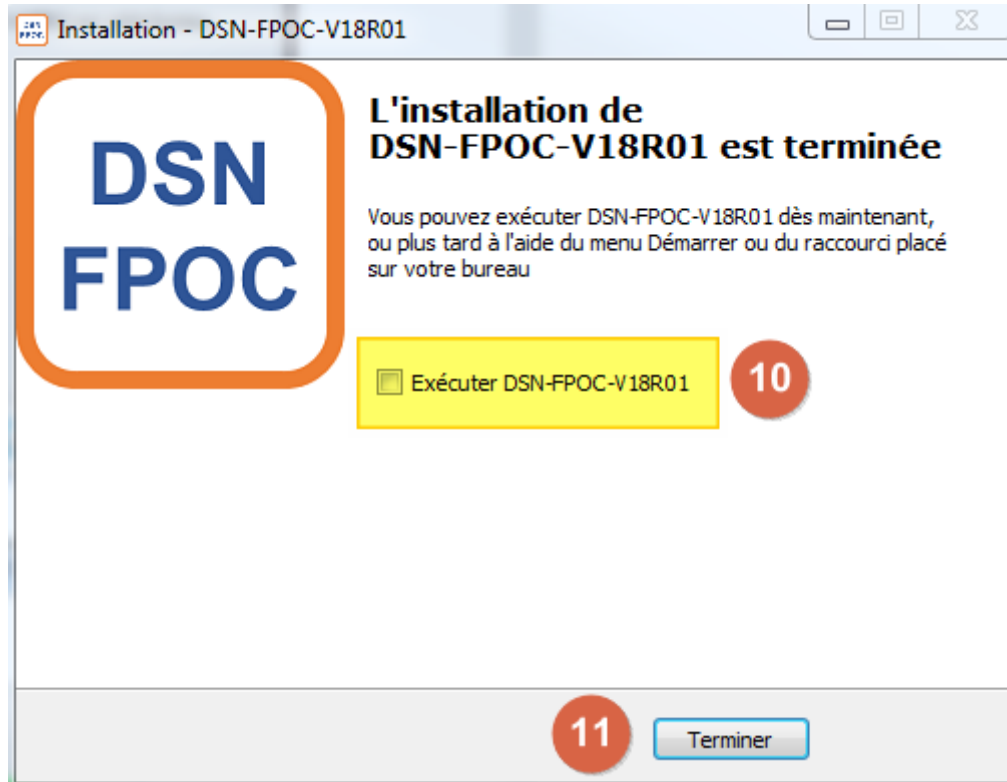 Installation - DSN-FPOC-V18R01
DSN
FPOC
L'installation de
DSN-FPOC-V18R01 est terminée
Vous pouvez exécuter DSN-FPOC-V18R01 dès maintenant,
ou plus tard à l'aide du menu Démarrer ou du raccourci placé
sur votre bureau
Exécuter DSN-FPOC-V18R01
10
11
Terminer